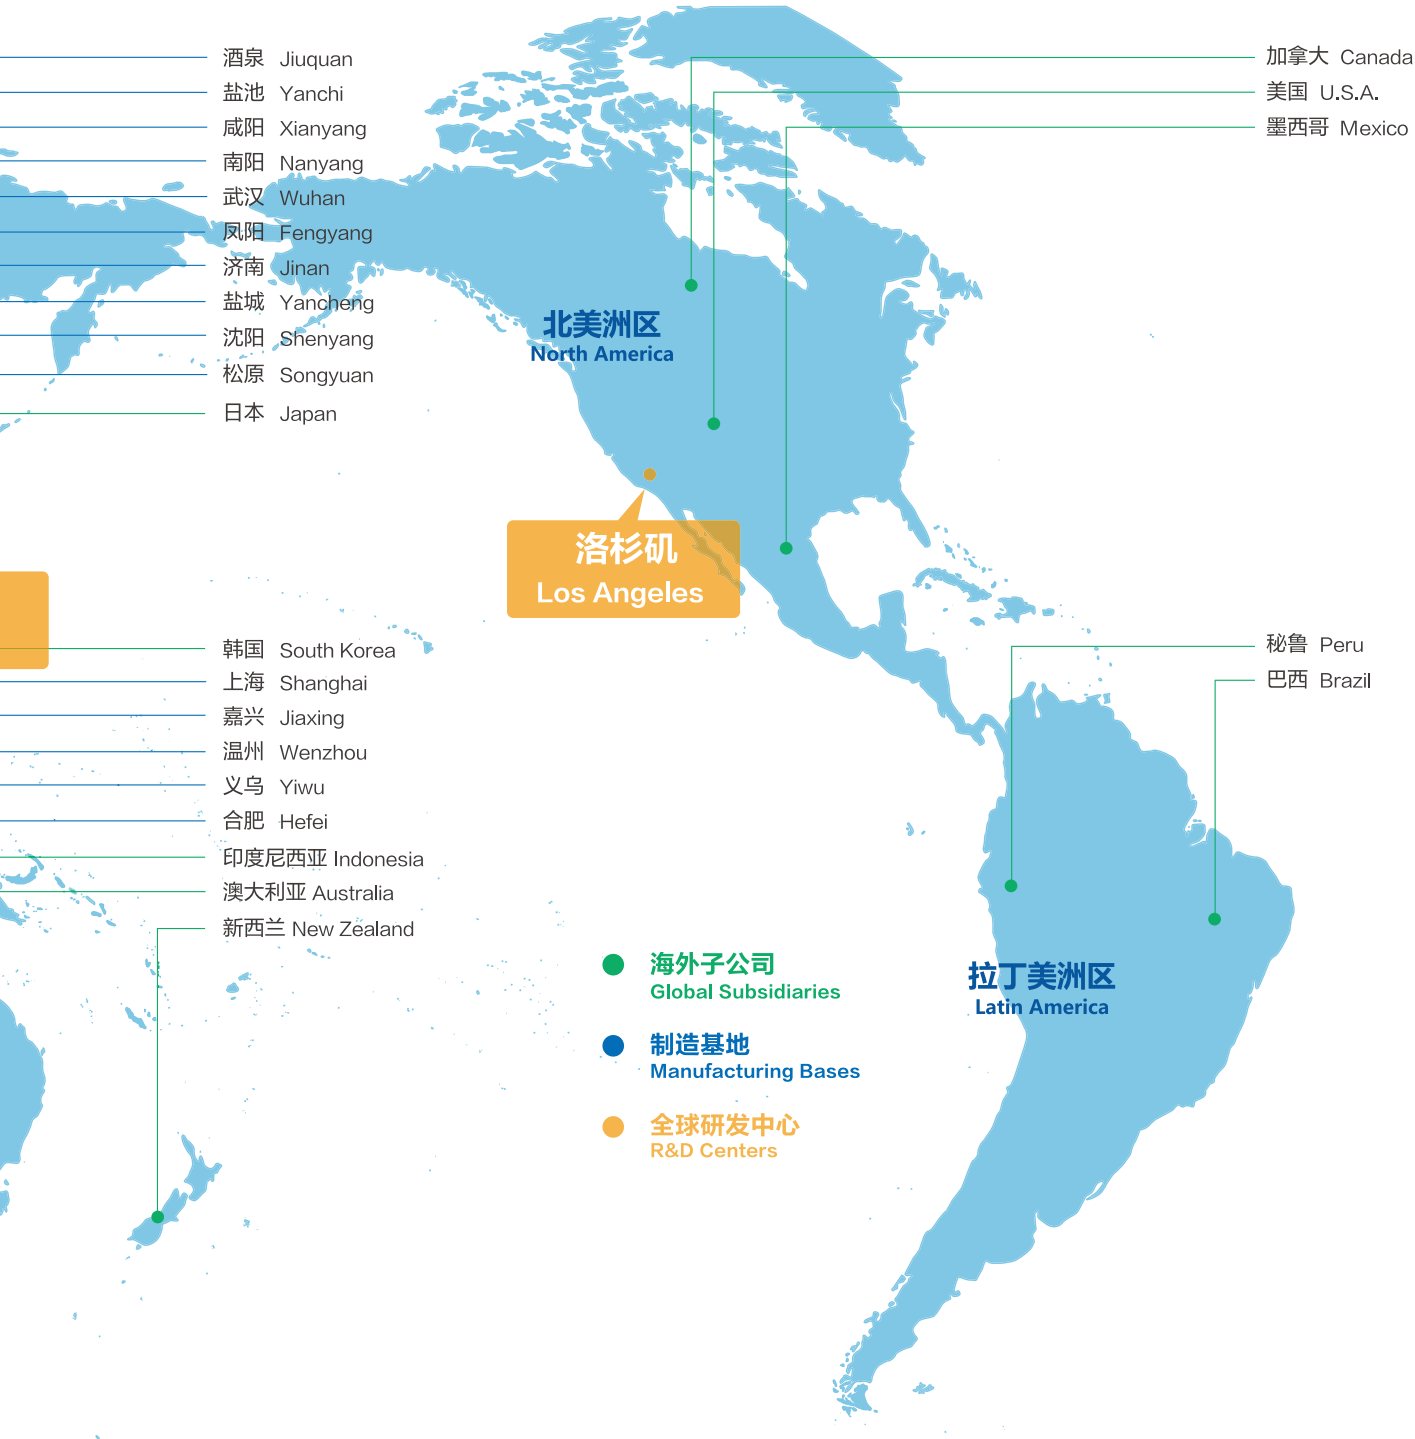 酒泉 Jiuquan
盐池 Yanchi
咸阳 Xianyang
南阳 Nanyang
武汉 Wuhan
凤阳 Fengyang
济南 Jinan
盐城 Yancheng
沈阳 Shenyang
松原 Songyuan
日本 Japan
加拿大 Canada
美国 U.S.A.
墨西哥 Mexico
北美洲区
North America
洛杉矶
Los Angeles
韩国 South Korea
上海 Shanghai
嘉兴 Jiaxing
温州 Wenzhou
义乌 Yiwu
合肥 Hefei
印度尼西亚 Indonesia
澳大利亚 Australia
新西兰 New Zealand
秘鲁 Peru
巴西 Brazil
拉丁美洲区
Latin America
海外子公司
Global Subsidiaries
制造基地
Manufacturing Bases
全球研发中心
R&D Centers